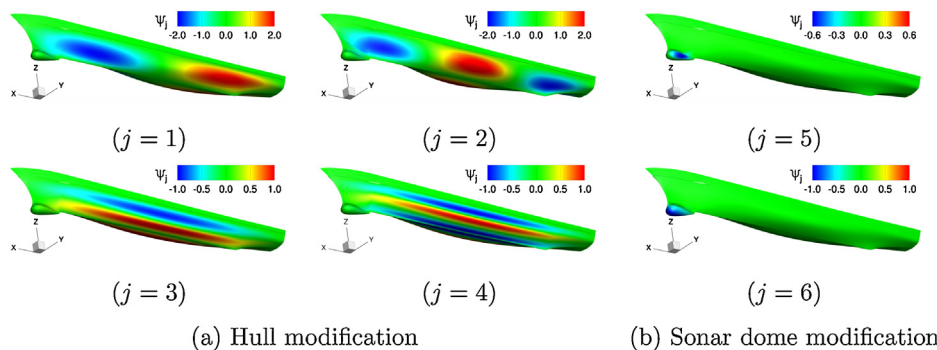 Ψj
-2.0 -1.0 0.0 1.0 2.0
Z
X
Y
(j = 1)
Ψj
-2.0 -1.0 0.0 1.0 2.0
Z
X
Y
(j = 2)
Ψj
-0.6 -0.3 0.0 0.3 0.6
Z
X
Y
(j = 5)
Ψj
-1.0 -0.5 0.0 0.5 1.0
Z
X
Y
(j = 3)
Ψj
-1.0 -0.5 0.0 0.5 1.0
Z
X
Y
(j = 4)
Ψj
-1.0 -0.5 0.0 0.5 1.0
Z
X
Y
(j = 6)
(a) Hull modification
(b) Sonar dome modification